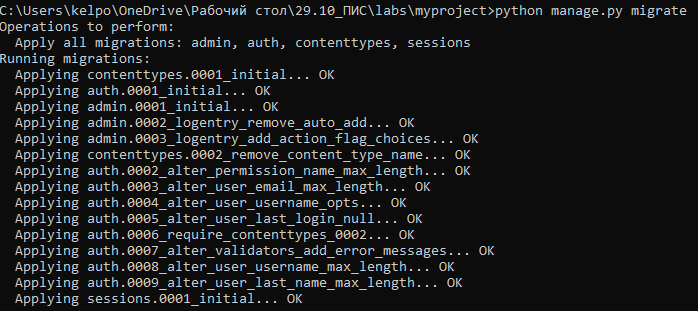 C:\Users\kelpo\OneDrive\Рабочий стол\29.10_ПИС\labs\myproject>python manage.py migrate
Operations to perform:
  Apply all migrations: admin, auth, contenttypes, sessions
Running migrations:
  Applying contenttypes.0001_initial... OK
  Applying auth.0001_initial... OK
  Applying admin.0001_initial... OK
  Applying admin.0002_logentry_remove_auto_add... OK
  Applying admin.0003_logentry_add_action_flag_choices... OK
  Applying contenttypes.0002_remove_content_type_name... OK
  Applying auth.0002_alter_permission_name_max_length... OK
  Applying auth.0003_alter_user_email_max_length... OK
  Applying auth.0004_alter_user_username_opts... OK
  Applying auth.0005_alter_user_last_login_null... OK
  Applying auth.0006_require_contenttypes_0002... OK
  Applying auth.0007_alter_validators_add_error_messages... OK
  Applying auth.0008_alter_user_username_max_length... OK
  Applying auth.0009_alter_user_last_name_max_length... OK
  Applying sessions.0001_initial... OK